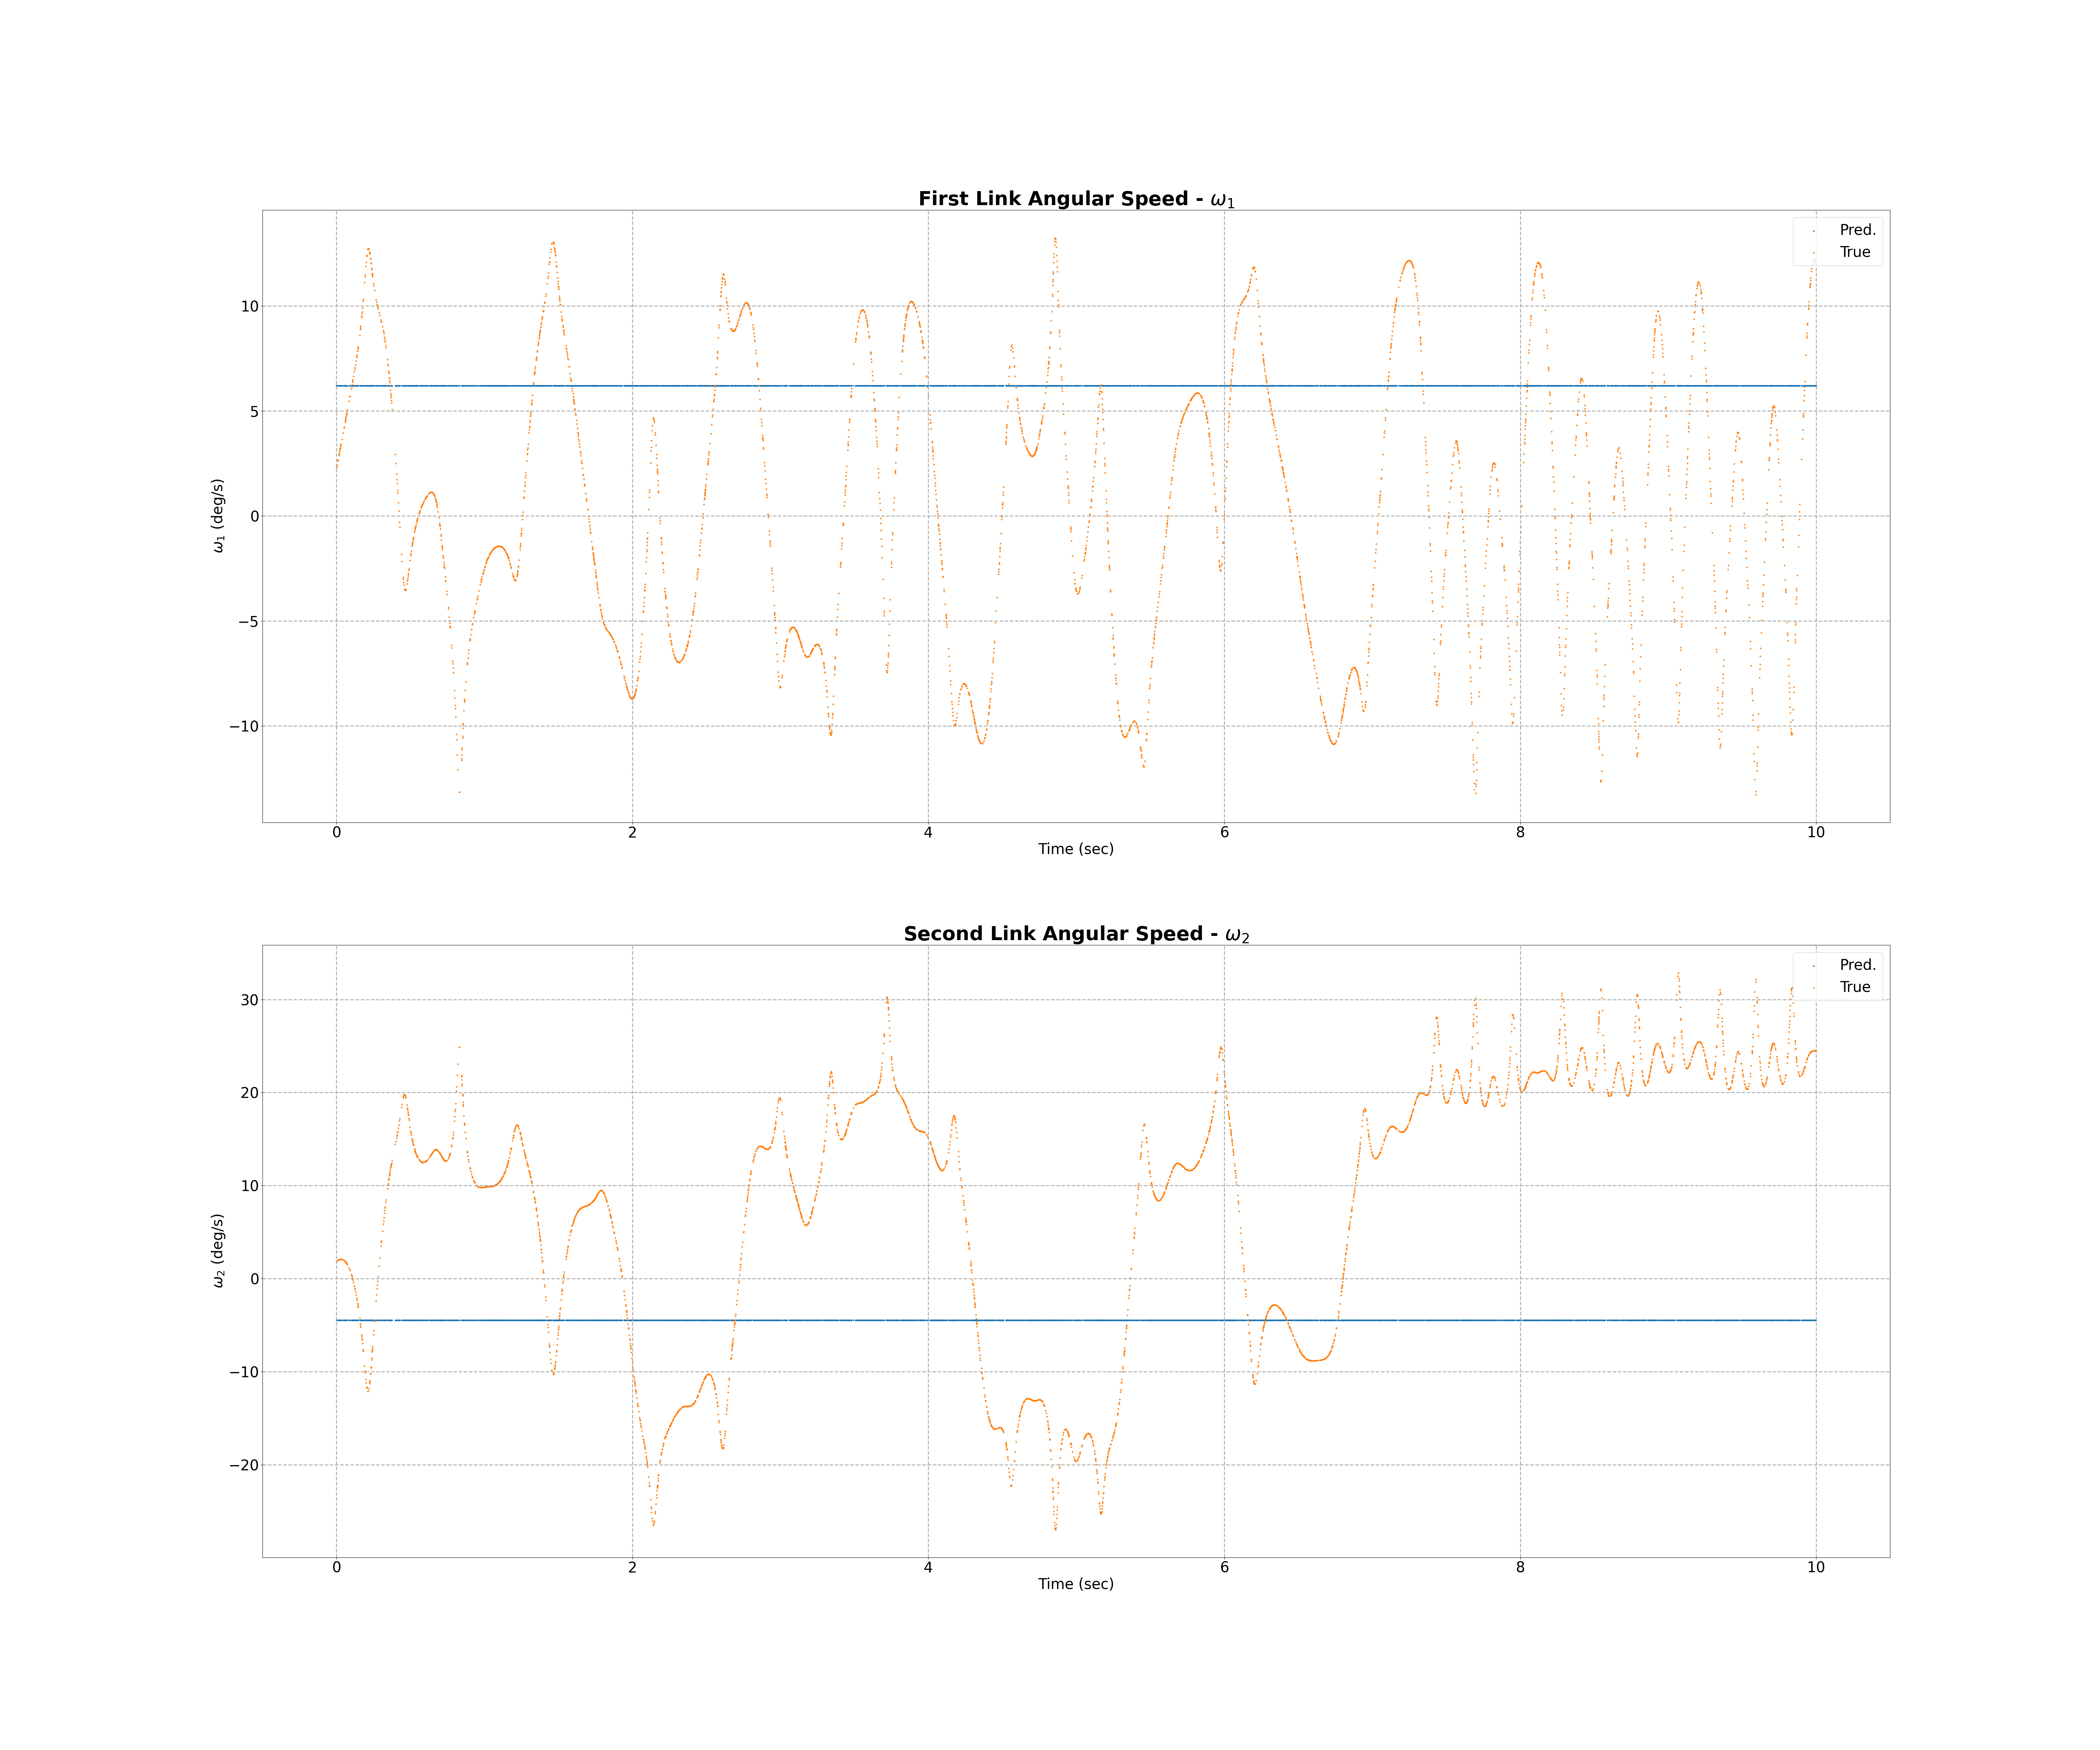 First Link Angular Speed - ω₁
Pred.
True
10
5
0
−5
−10
ω₁ (deg/s)
0 2 4 6 8 10
Time (sec)
Second Link Angular Speed - ω₂
Pred.
True
30
20
10
0
−10
−20
ω₂ (deg/s)
0 2 4 6 8 10
Time (sec)